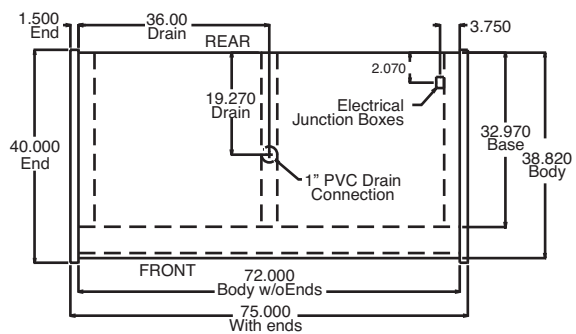 1.500
End
36.00
Drain
REAR
3.750
2.070
19.270
Drain
Electrical
Junction Boxes
40.000
End
32.970
Base
38.820
Body
1” PVC Drain
Connection
FRONT
72.000
Body w/oEnds
75.000
With ends